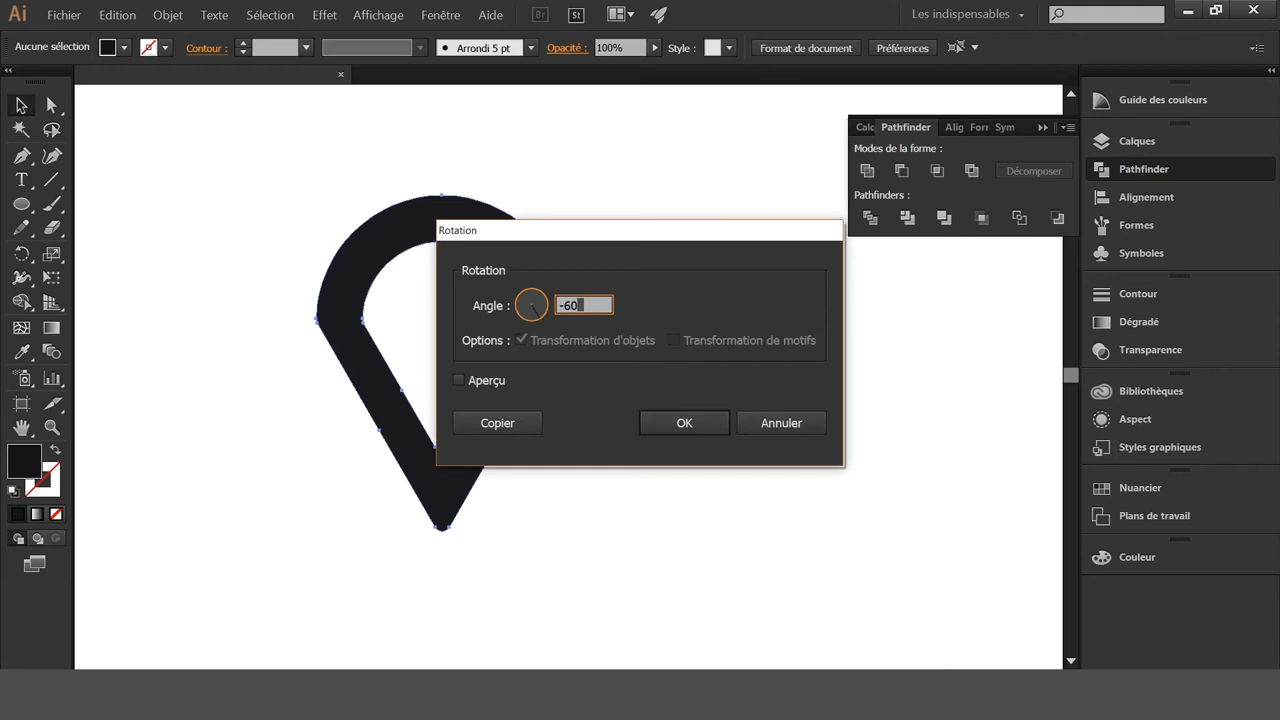 Ai Fichier Edition Objet Texte Sélection Effet Affichage Fenêtre Aide Br St Les indispensables
Aucune sélection Contour : Arrondi 5 pt Opacité : 100% Style : Format de document Préférences
Guide des couleurs
Calques
Pathfinder
Alignement
Formes
Symboles
Contour
Dégradé
Transparence
Bibliothèques
Aspect
Styles graphiques
Nuancier
Plans de travail
Couleur
Calc Pathfinder Alig Forr Sym
Modes de la forme :
Décomposer
Pathfinders :
Rotation
Rotation
Angle : -60
Options : Transformation d'objets Transformation de motifs
Aperçu
Copier OK Annuler